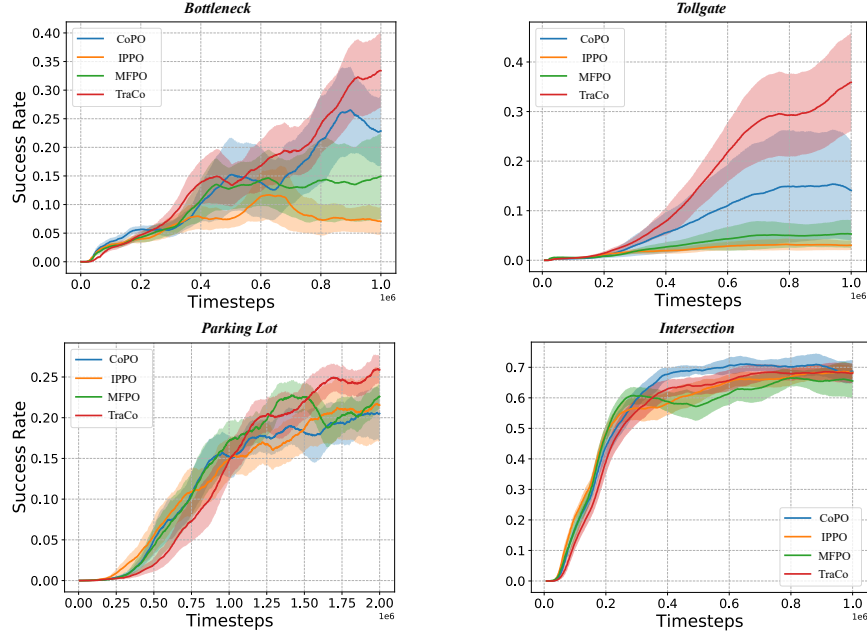 Bottleneck
Success Rate
0.40
0.35
0.30
0.25
0.20
0.15
0.10
0.05
0.00
CoPO
IPPO
MFPO
TraCo
0.0 0.2 0.4 0.6 0.8 1.0
1e6
Timesteps
Tollgate
0.4
0.3
0.2
0.1
0.0
CoPO
IPPO
MFPO
TraCo
0.0 0.2 0.4 0.6 0.8 1.0
1e6
Timesteps
Parking Lot
Success Rate
0.25
0.20
0.15
0.10
0.05
0.00
CoPO
IPPO
MFPO
TraCo
0.00 0.25 0.50 0.75 1.00 1.25 1.50 1.75 2.00
1e6
Timesteps
Intersection
0.7
0.6
0.5
0.4
0.3
0.2
0.1
0.0
CoPO
IPPO
MFPO
TraCo
0.0 0.2 0.4 0.6 0.8 1.0
1e6
Timesteps